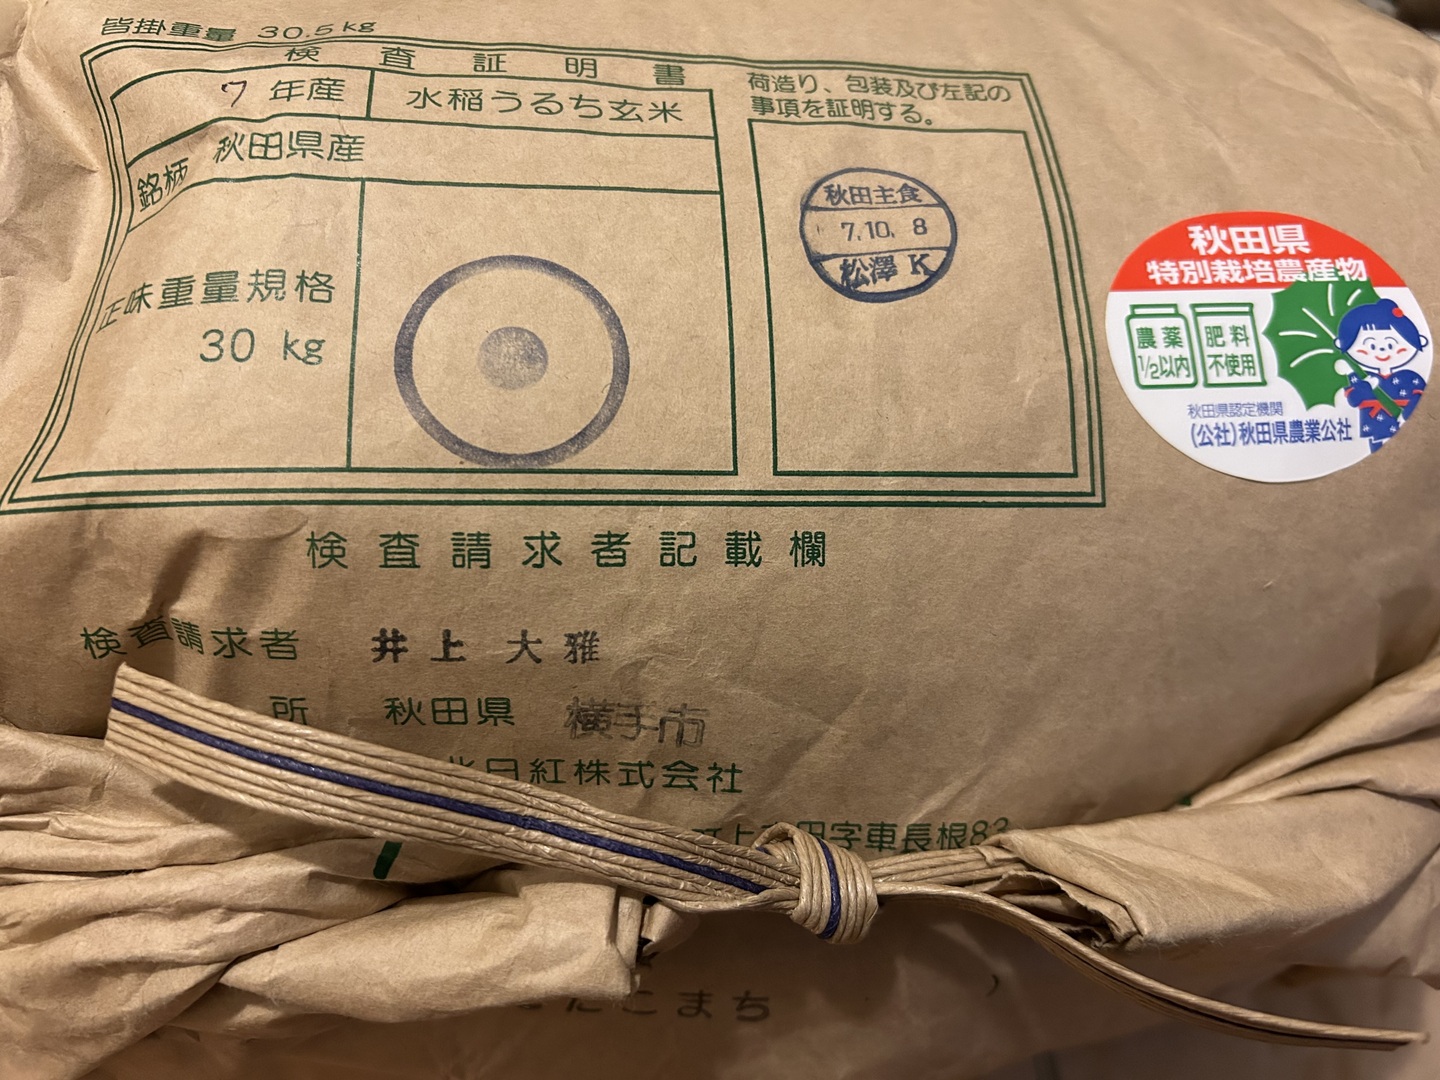 皆掛重量 30.5kg
検査証明書
7年産
水稲うるち玄米
銘柄 秋田県産
正味重量規格
30 kg
荷造り、包装及び左記の
事項を証明する。
秋田主食
7.10. 8
松澤 K
秋田県
特別栽培農産物
農薬
1/2以内
肥料
不使用
秋田県認定機関
(公社)秋田県農業公社
検査請求者記載欄
検査請求者 井上 大雅
所 秋田県 横手市
日紅株式会社
字車長根83
こまち